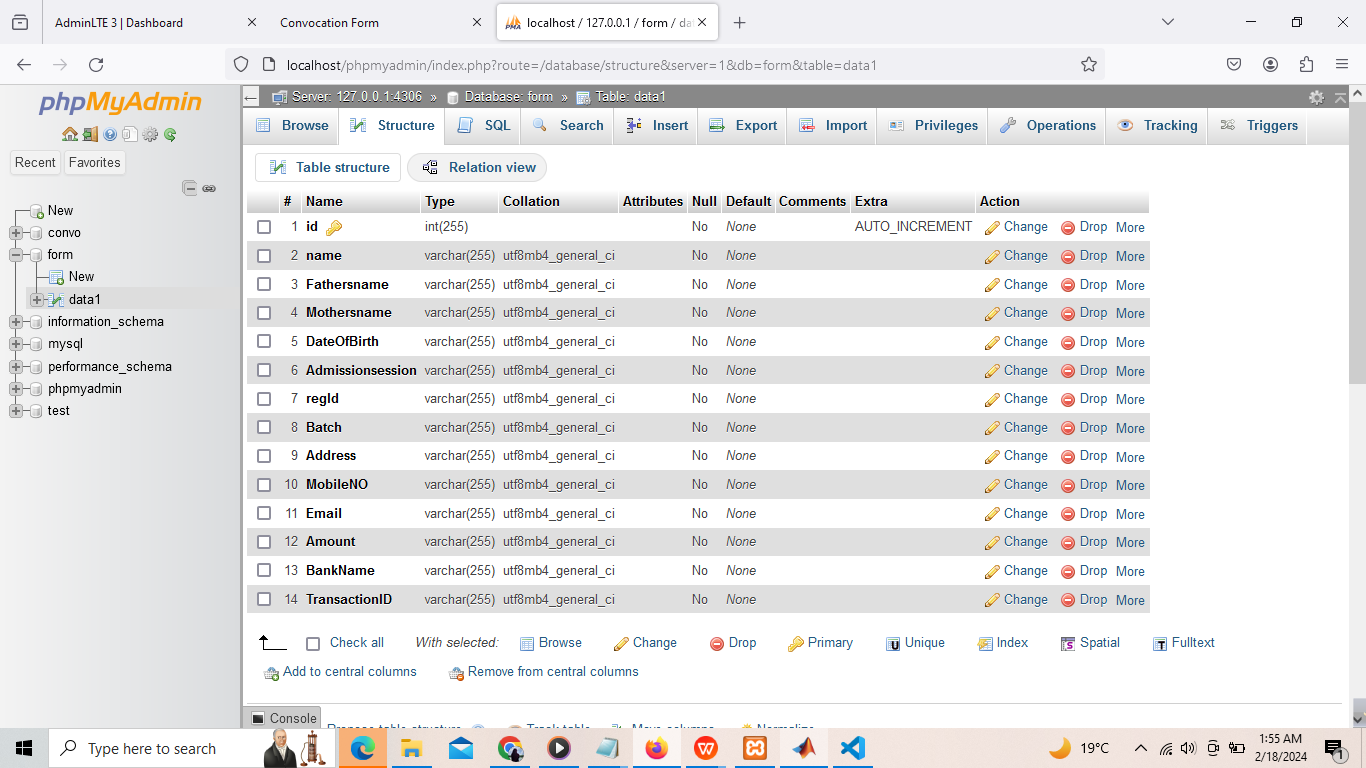 AdminLTE 3 | Dashboard
Convocation Form
localhost / 127.0.0.1 / form / da
localhost/phpmyadmin/index.php?route=/database/structure&server=1&db=form&table=data1
phpMyAdmin
Recent Favorites
New
convo
form
New
data1
information_schema
mysql
performance_schema
phpmyadmin
test
Server: 127.0.0.1:4306 » Database: form » Table: data1
Browse Structure SQL Search Insert Export Import Privileges Operations Tracking Triggers
Table structure Relation view
# Name Type Collation Attributes Null Default Comments Extra Action
1 id int(255) No None AUTO_INCREMENT Change Drop More
2 name varchar(255) utf8mb4_general_ci No None Change Drop More
3 Fathersname varchar(255) utf8mb4_general_ci No None Change Drop More
4 Mothersname varchar(255) utf8mb4_general_ci No None Change Drop More
5 DateOfBirth varchar(255) utf8mb4_general_ci No None Change Drop More
6 Admissionsession varchar(255) utf8mb4_general_ci No None Change Drop More
7 regId varchar(255) utf8mb4_general_ci No None Change Drop More
8 Batch varchar(255) utf8mb4_general_ci No None Change Drop More
9 Address varchar(255) utf8mb4_general_ci No None Change Drop More
10 MobileNO varchar(255) utf8mb4_general_ci No None Change Drop More
11 Email varchar(255) utf8mb4_general_ci No None Change Drop More
12 Amount varchar(255) utf8mb4_general_ci No None Change Drop More
13 BankName varchar(255) utf8mb4_general_ci No None Change Drop More
14 TransactionID varchar(255) utf8mb4_general_ci No None Change Drop More
Check all With selected: Browse Change Drop Primary Unique Index Spatial Fulltext
Add to central columns Remove from central columns
Console
Propose table structure Track table Move columns Normalize
Type here to search
19°C
1:55 AM
2/18/2024
1